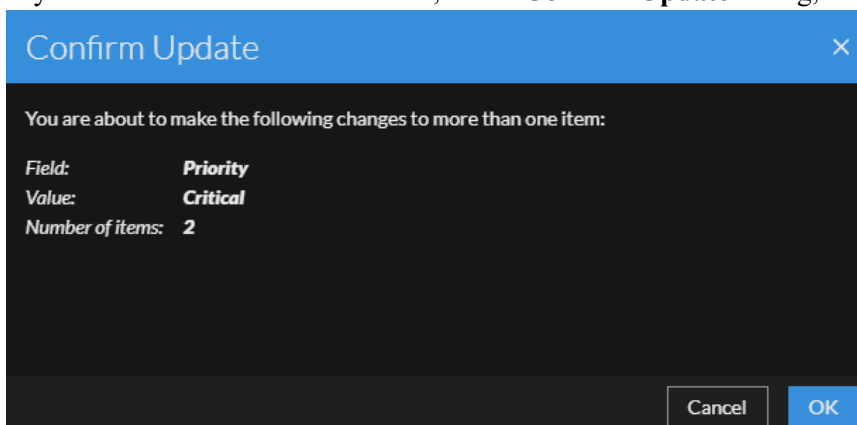 Confirm Update
You are about to make the following changes to more than one item:
Field: Priority
Value: Critical
Number of items: 2
Cancel OK